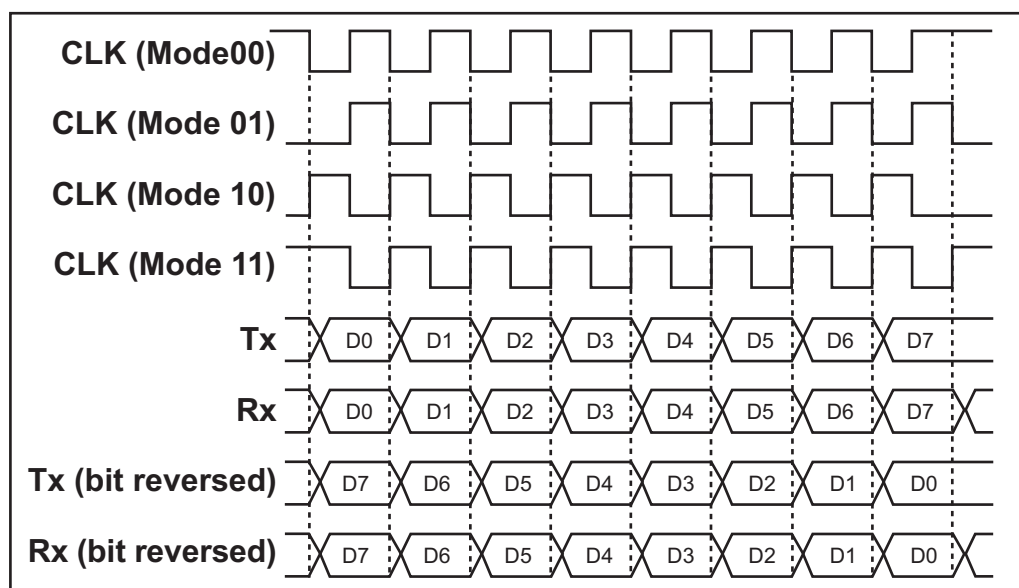 CLK (Mode00)
CLK (Mode 01)
CLK (Mode 10)
CLK (Mode 11)
Tx D0 D1 D2 D3 D4 D5 D6 D7
Rx D0 D1 D2 D3 D4 D5 D6 D7
Tx (bit reversed) D7 D6 D5 D4 D3 D2 D1 D0
Rx (bit reversed) D7 D6 D5 D4 D3 D2 D1 D0